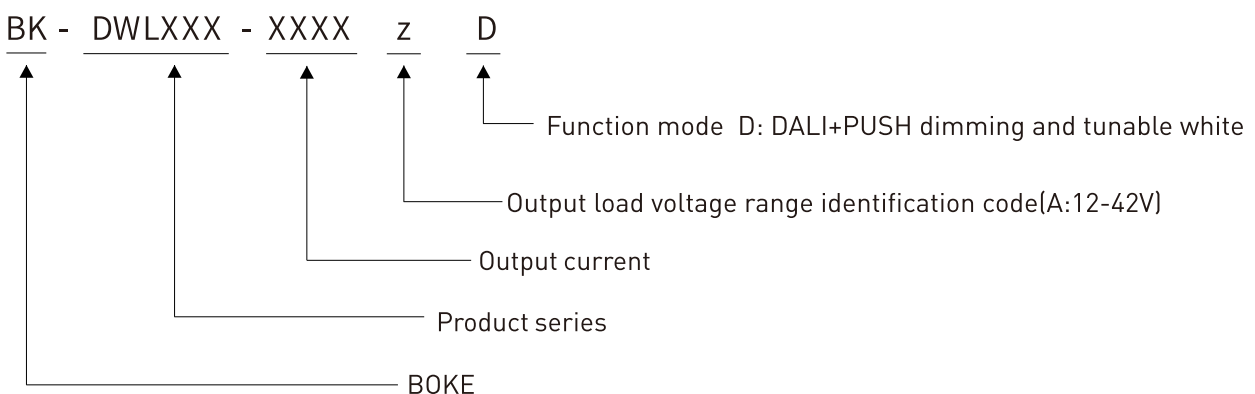 BK - DWLXXX - XXXX z D
Function mode D: DALI+PUSH dimming and tunable white
Output load voltage range identification code(A:12-42V)
Output current
Product series
BOKE